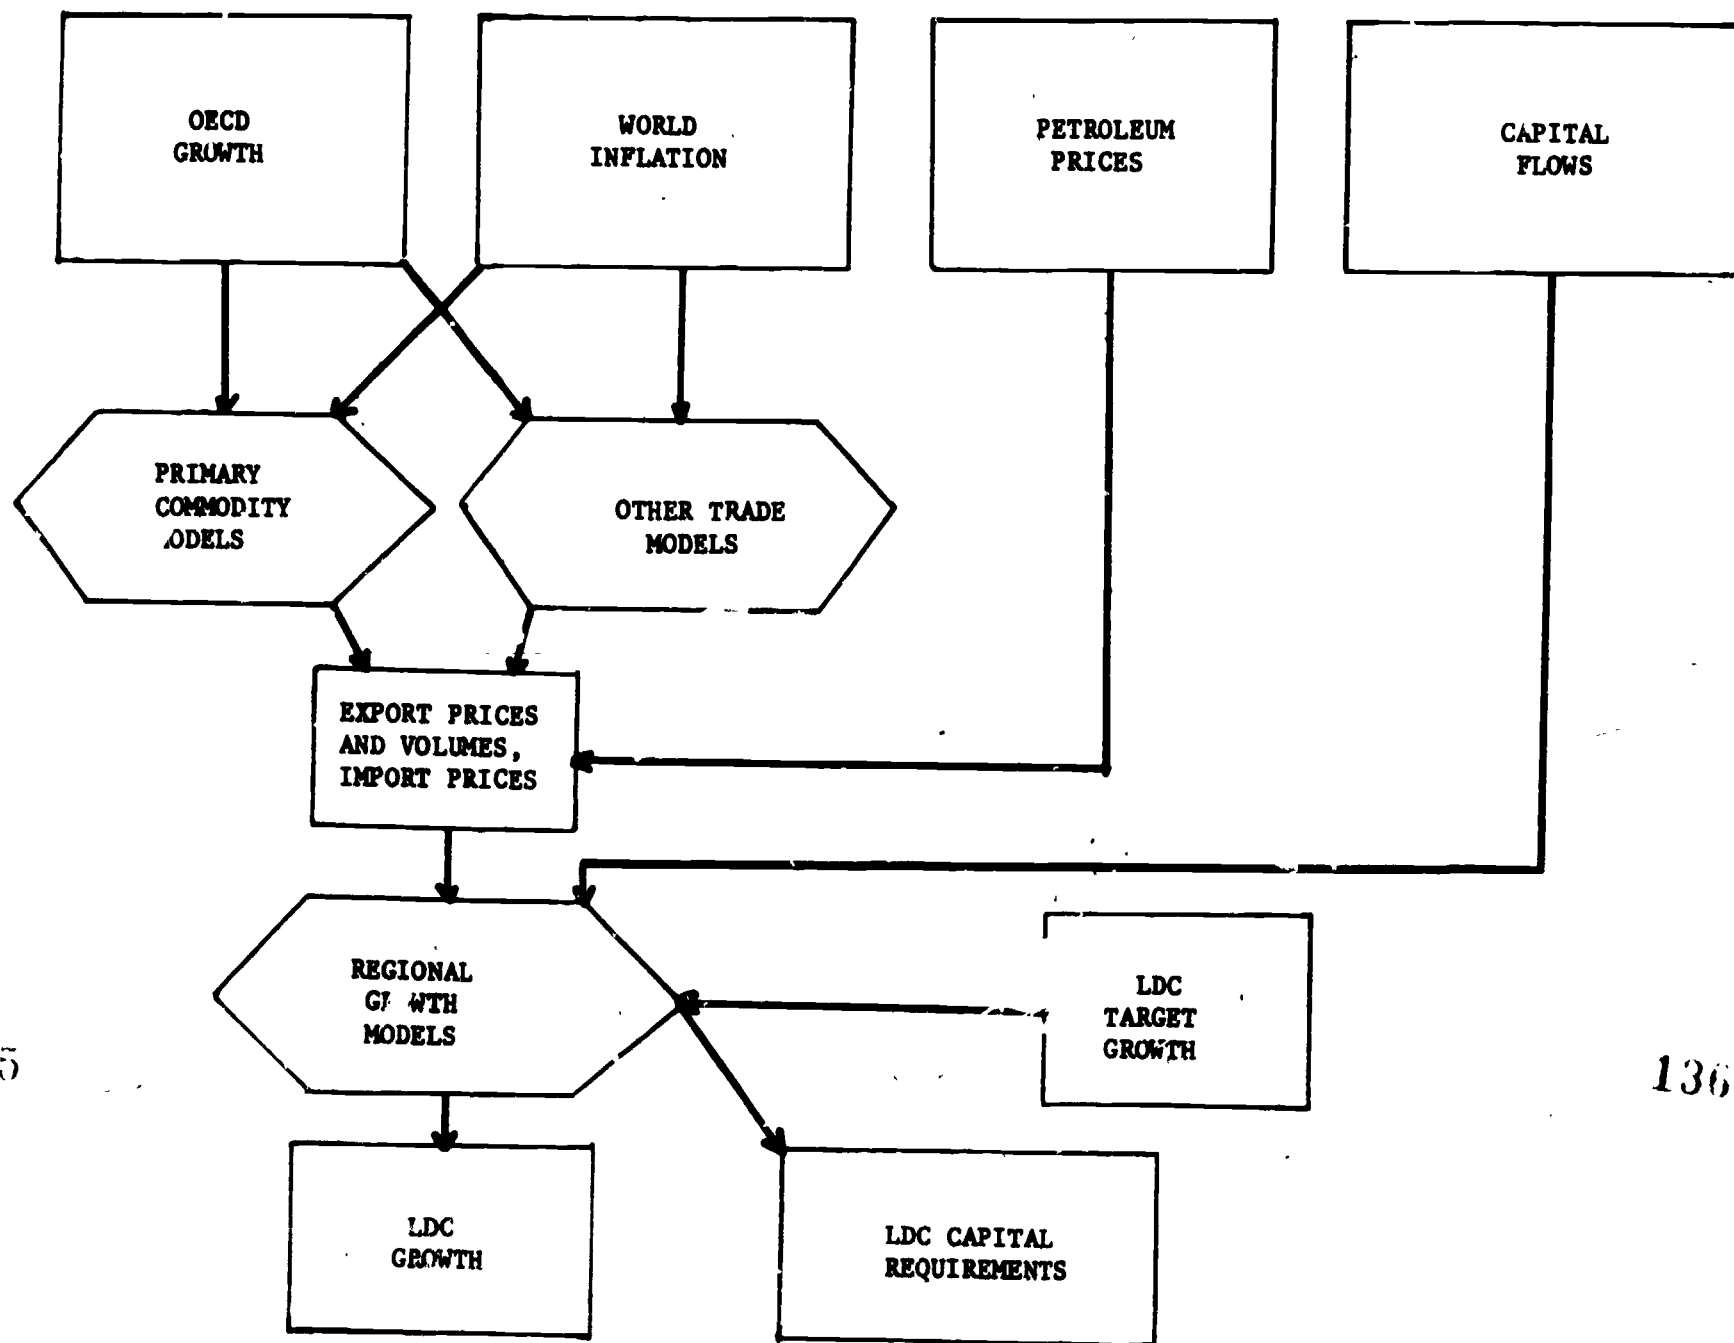 OECD
GROWTH
WORLD
INFLATION
PETROLEUM
PRICES
CAPITAL
FLOWS
PRIMARY
COMMODITY
ODELS
OTHER TRADE
MODELS
EXPORT PRICES
AND VOLUMES,
IMPORT PRICES
REGIONAL
MODELS
LDC
TARGET
GROWTH
136
LDC
GROWTH
LDC CAPITAL
REQUIREMENTS